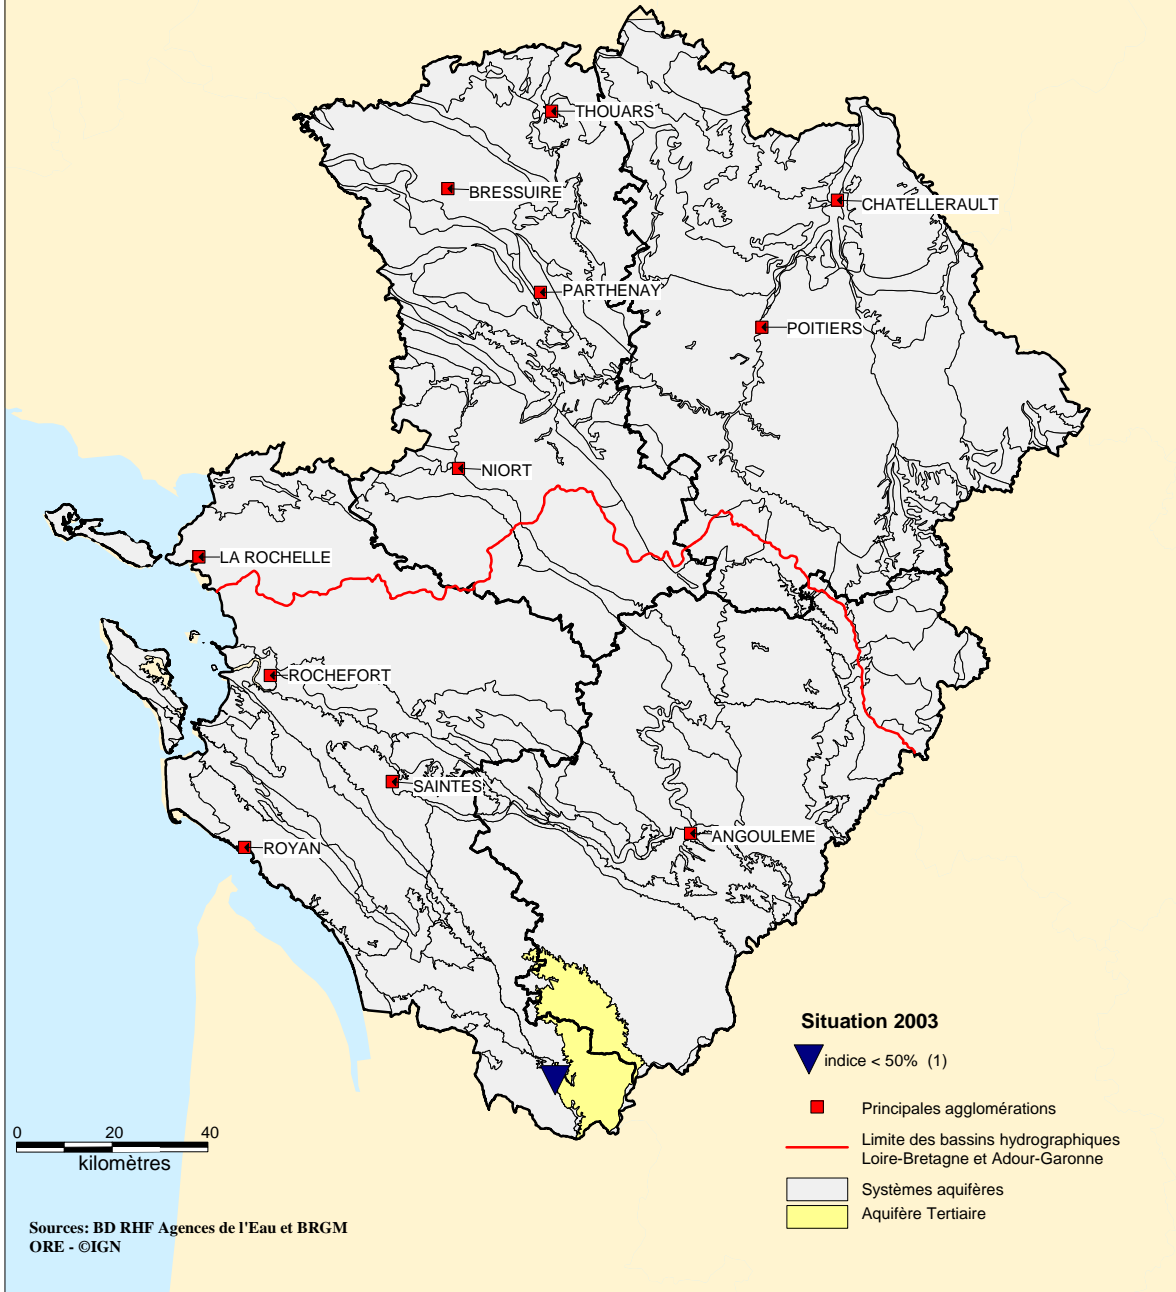 THOUARS
BRESSUIRE
CHATELLERAULT
PARTHENAY
POITIERS
NIORT
LA ROCHELLE
ROCHEFORT
SAINTES
ANGOULEME
ROYAN
Situation 2003
indice < 50% (1)
Principales agglomérations
Limite des bassins hydrographiques
Loire-Bretagne et Adour-Garonne
Systèmes aquifères
Aquifère Tertiaire
0 20 40
kilomètres
Sources: BD RHF Agences de l'Eau et BRGM
ORE - ©IGN